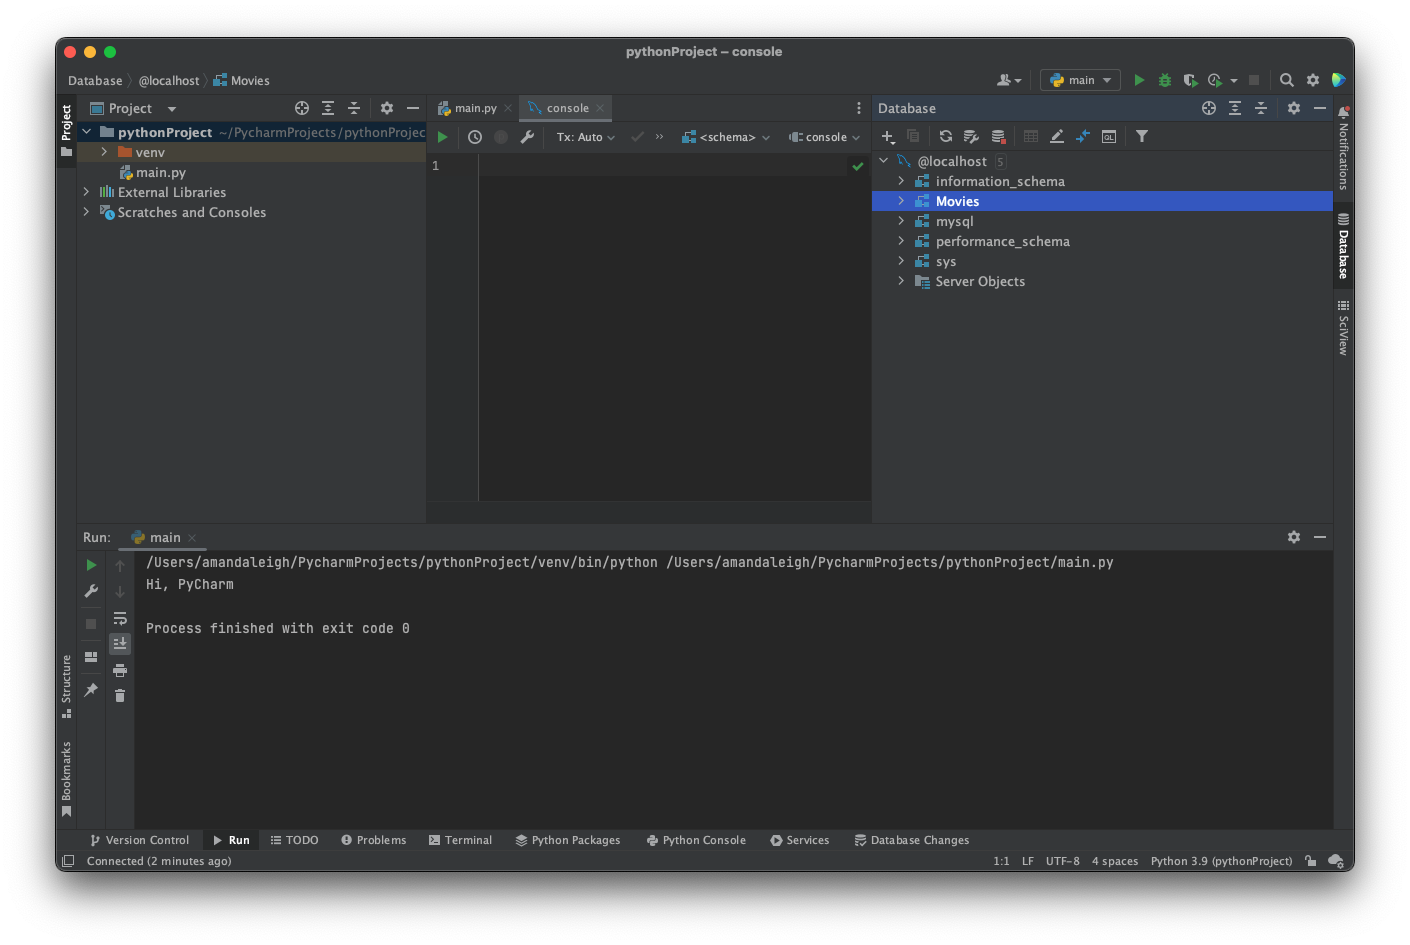 pythonProject – console
Database
@localhost
Movies
main
Project
Project
main.py
console
Database
pythonProject ~/PycharmProjects/pythonProjec
venv
main.py
External Libraries
Scratches and Consoles
Tx: Auto
<schema>
console
1
@localhost 5
information_schema
Movies
mysql
performance_schema
sys
Server Objects
Notifications
Database
SciView
Run:
main
/Users/amandaleigh/PycharmProjects/pythonProject/venv/bin/python /Users/amandaleigh/PycharmProjects/pythonProject/main.py
Hi, PyCharm
Process finished with exit code 0
Structure
Bookmarks
Version Control
Run
TODO
Problems
Terminal
Python Packages
Python Console
Services
Database Changes
Connected (2 minutes ago)
1:1
LF
UTF-8
4 spaces
Python 3.9 (pythonProject)